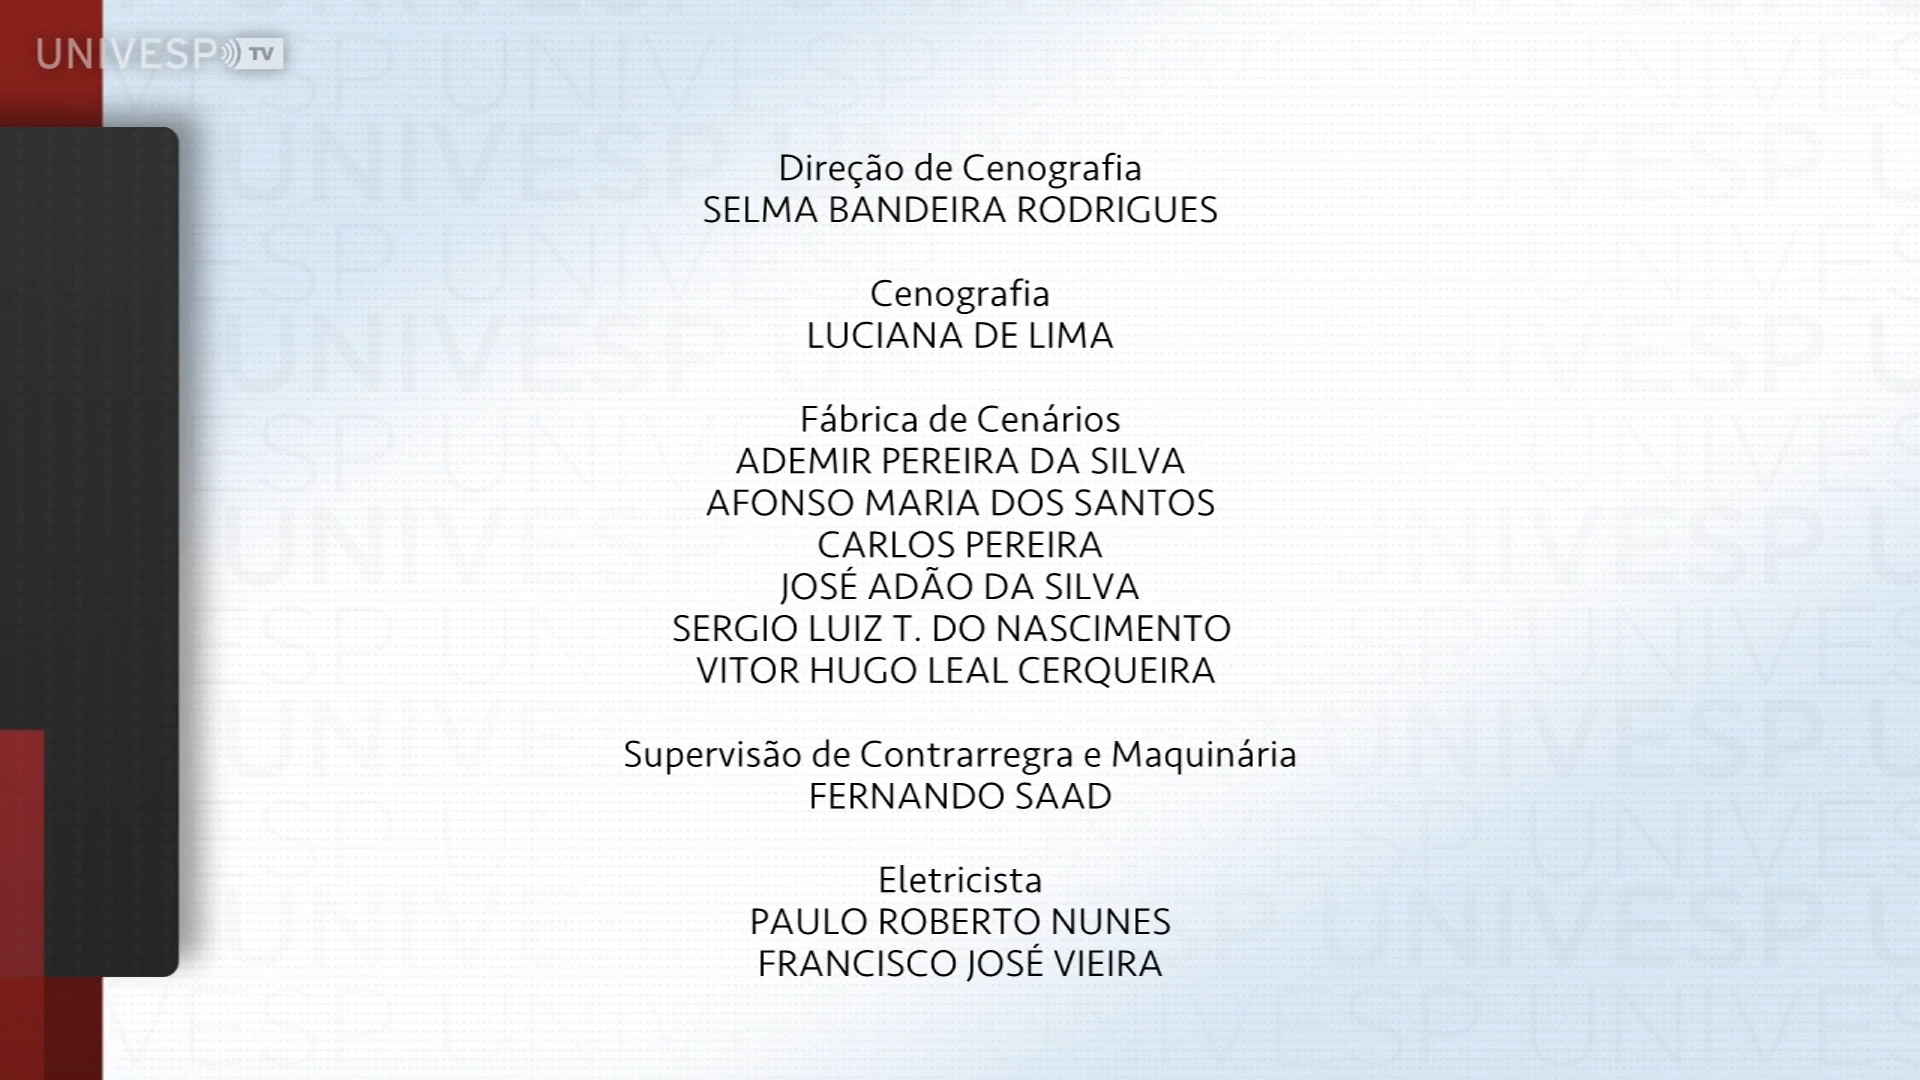 UNIVESP TV
Direção de Cenografia
SELMA BANDEIRA RODRIGUES
Cenografia
LUCIANA DE LIMA
Fábrica de Cenários
ADEMIR PEREIRA DA SILVA
AFONSO MARIA DOS SANTOS
CARLOS PEREIRA
JOSÉ ADÃO DA SILVA
SERGIO LUIZ T. DO NASCIMENTO
VITOR HUGO LEAL CERQUEIRA
Supervisão de Contrarregra e Maquinária
FERNANDO SAAD
Eletricista
PAULO ROBERTO NUNES
FRANCISCO JOSÉ VIEIRA